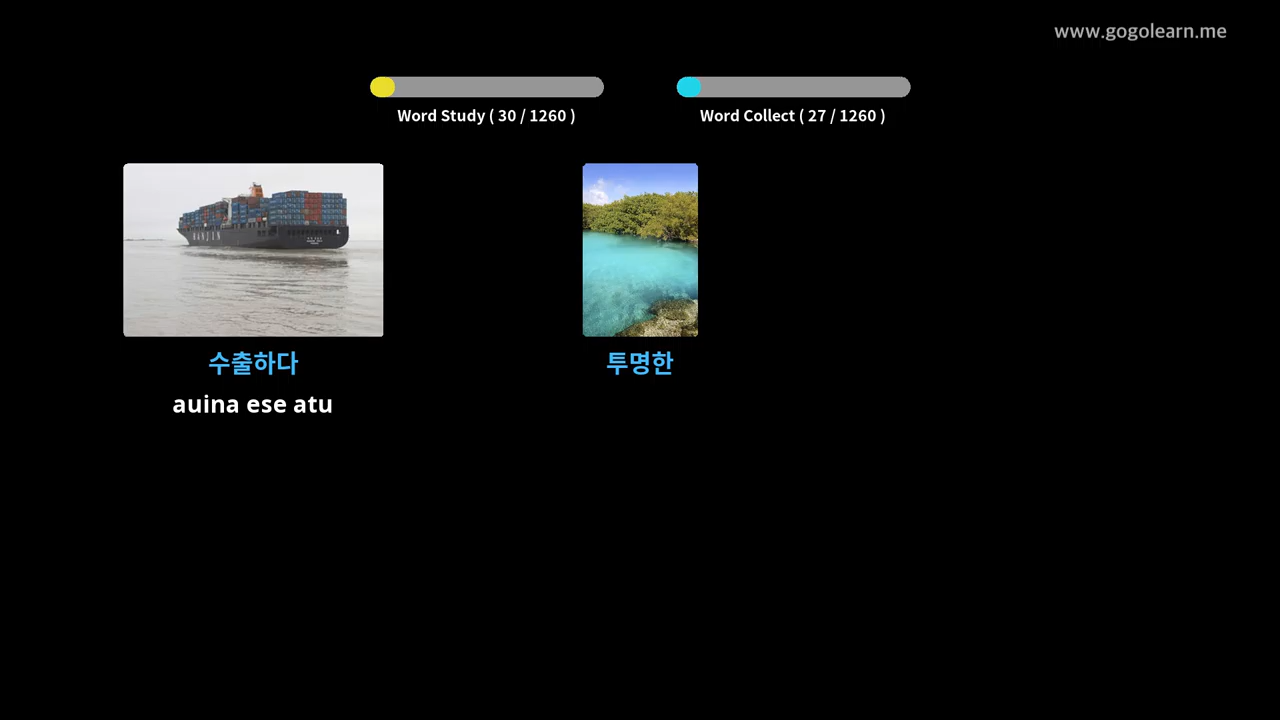 www.gogolearn.me
Word Study ( 30 / 1260 )
Word Collect ( 27 / 1260 )
HANJIN
수출하다
투명한
auina ese atu